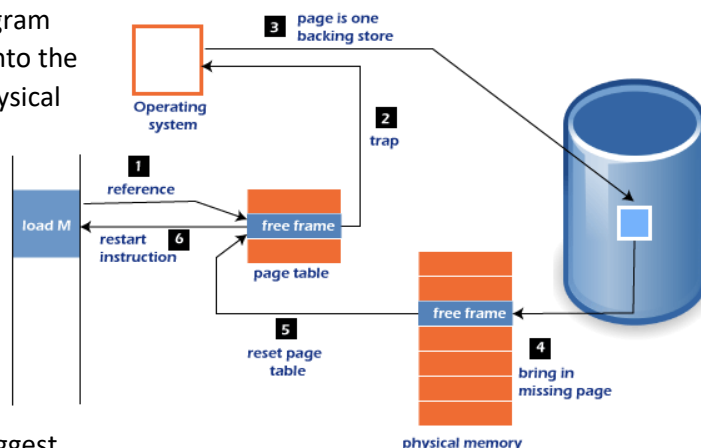 gram
nto the
ysical
3
page is one
backing store
Operating
system
2
trap
1
reference
load M
free frame
restart
instruction
6
page table
free frame
5
reset page
table
4
bring in
missing page
physical memory
ggest